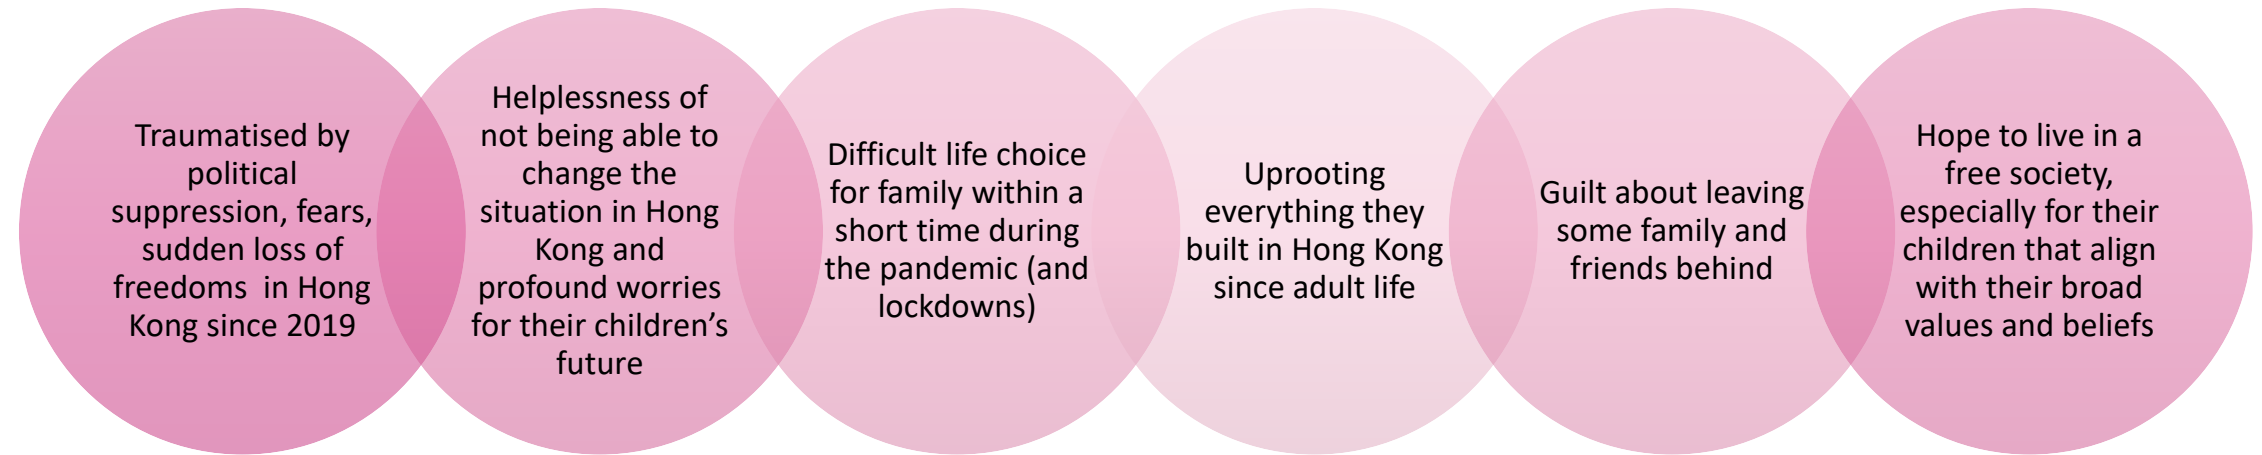 Traumatised by
political
suppression, fears,
sudden loss of
freedoms  in Hong
Kong since 2019
Helplessness of
not being able to
change the
situation in Hong
Kong and
profound worries
for their children’s
future
Difficult life choice
for family within a
short time during
the pandemic (and
lockdowns)
Uprooting
everything they
built in Hong Kong
since adult life
Guilt about leaving
some family and
friends behind
Hope to live in a
free society,
especially for their
children that align
with their broad
values and beliefs